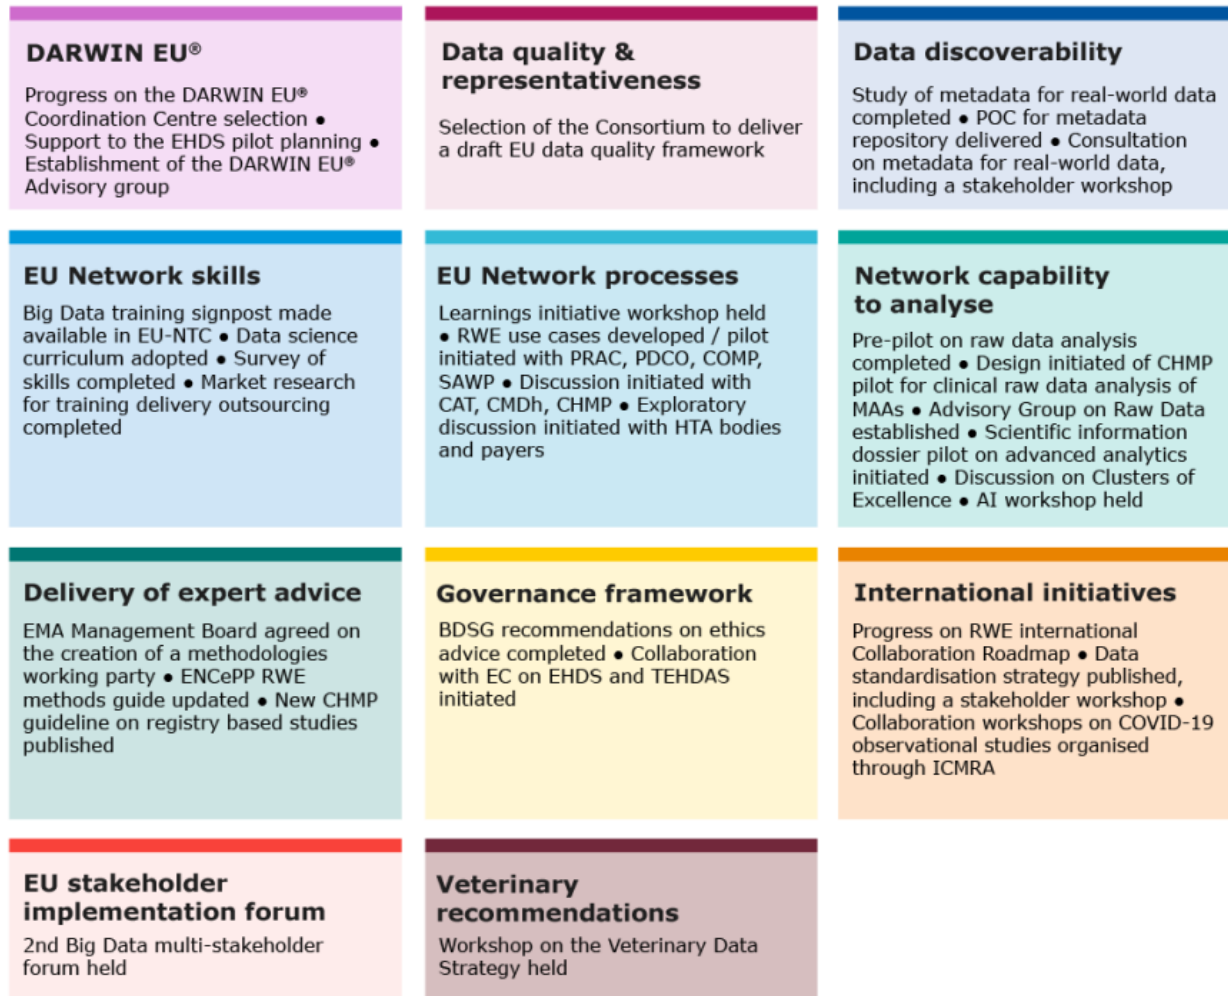 DARWIN EU®
Progress on the DARWIN EU®
Coordination Centre selection ●
Support to the EHDS pilot planning ●
Establishment of the DARWIN EU®
Advisory group
Data quality &
representativeness
Selection of the Consortium to deliver
a draft EU data quality framework
Data discoverability
Study of metadata for real-world data
completed ● POC for metadata
repository delivered ● Consultation
on metadata for real-world data,
including a stakeholder workshop
EU Network skills
Big Data training signpost made
available in EU-NTC ● Data science
curriculum adopted ● Survey of
skills completed ● Market research
for training delivery outsourcing
completed
EU Network processes
Learnings initiative workshop held
● RWE use cases developed / pilot
initiated with PRAC, PDCO, COMP,
SAWP ● Discussion initiated with
CAT, CMDh, CHMP ● Exploratory
discussion initiated with HTA bodies
and payers
Network capability
to analyse
Pre-pilot on raw data analysis
completed ● Design initiated of CHMP
pilot for clinical raw data analysis of
MAAs ● Advisory Group on Raw Data
established ● Scientific information
dossier pilot on advanced analytics
initiated ● Discussion on Clusters of
Excellence ● AI workshop held
Delivery of expert advice
EMA Management Board agreed on
the creation of a methodologies
working party ● ENCePP RWE
methods guide updated ● New CHMP
guideline on registry based studies
published
Governance framework
BDSG recommendations on ethics
advice completed ● Collaboration
with EC on EHDS and TEHDAS
initiated
International initiatives
Progress on RWE international
Collaboration Roadmap ● Data
standardisation strategy published,
including a stakeholder workshop ●
Collaboration workshops on COVID-19
observational studies organised
through ICMRA
EU stakeholder
implementation forum
2nd Big Data multi-stakeholder
forum held
Veterinary
recommendations
Workshop on the Veterinary Data
Strategy held